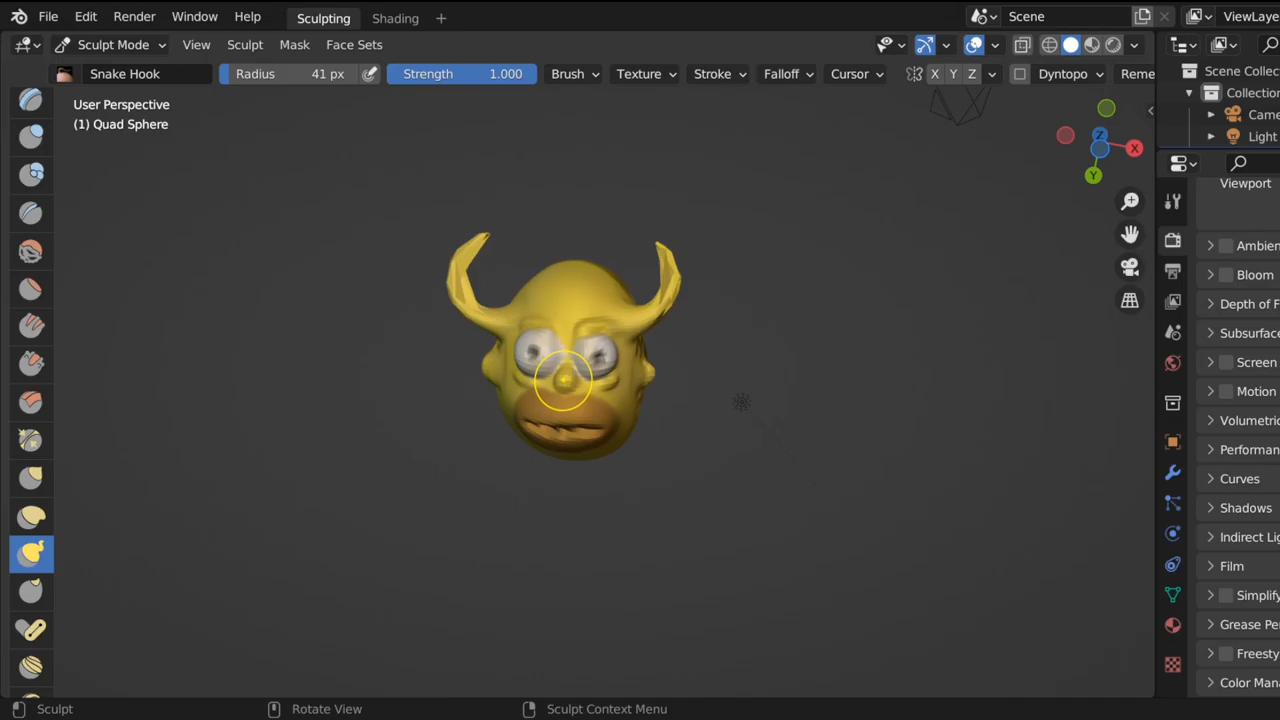 File Edit Render Window Help Sculpting Shading + Scene ViewLaye
Sculpt Mode View Sculpt Mask Face Sets
Snake Hook Radius 41 px Strength 1.000 Brush Texture Stroke Falloff Cursor X Y Z Dyntopo Reme
Scene Collec
Collection
Came
Light
User Perspective
(1) Quad Sphere
Z
X
Y
Viewport
Ambien
Bloom
Depth of F
Subsurfac
Screen
Motion
Volumetric
Performan
Curves
Shadows
Indirect Lig
Film
Simplify
Grease Pen
Freesty
Color Mana
Sculpt Rotate View Sculpt Context Menu